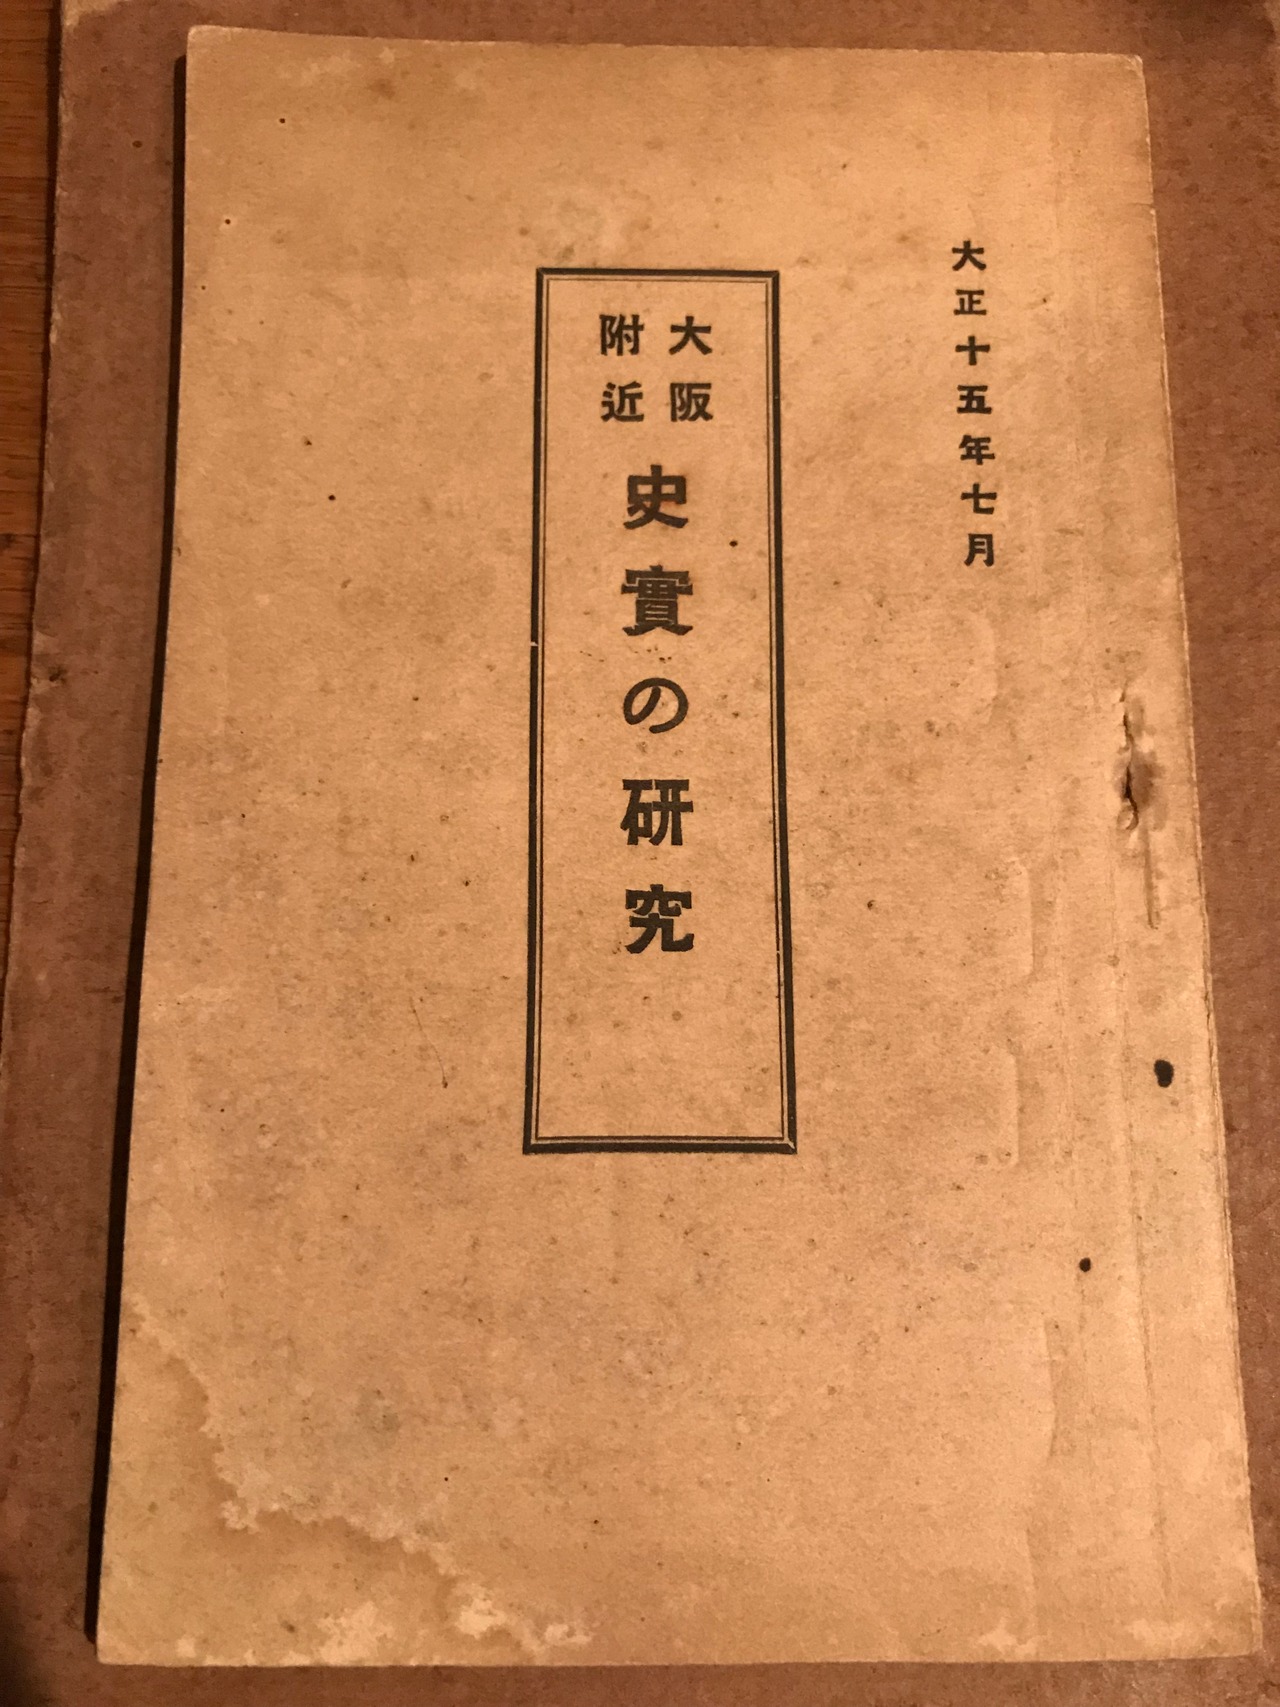 大正十五年七月
大阪
附近
史實の研究